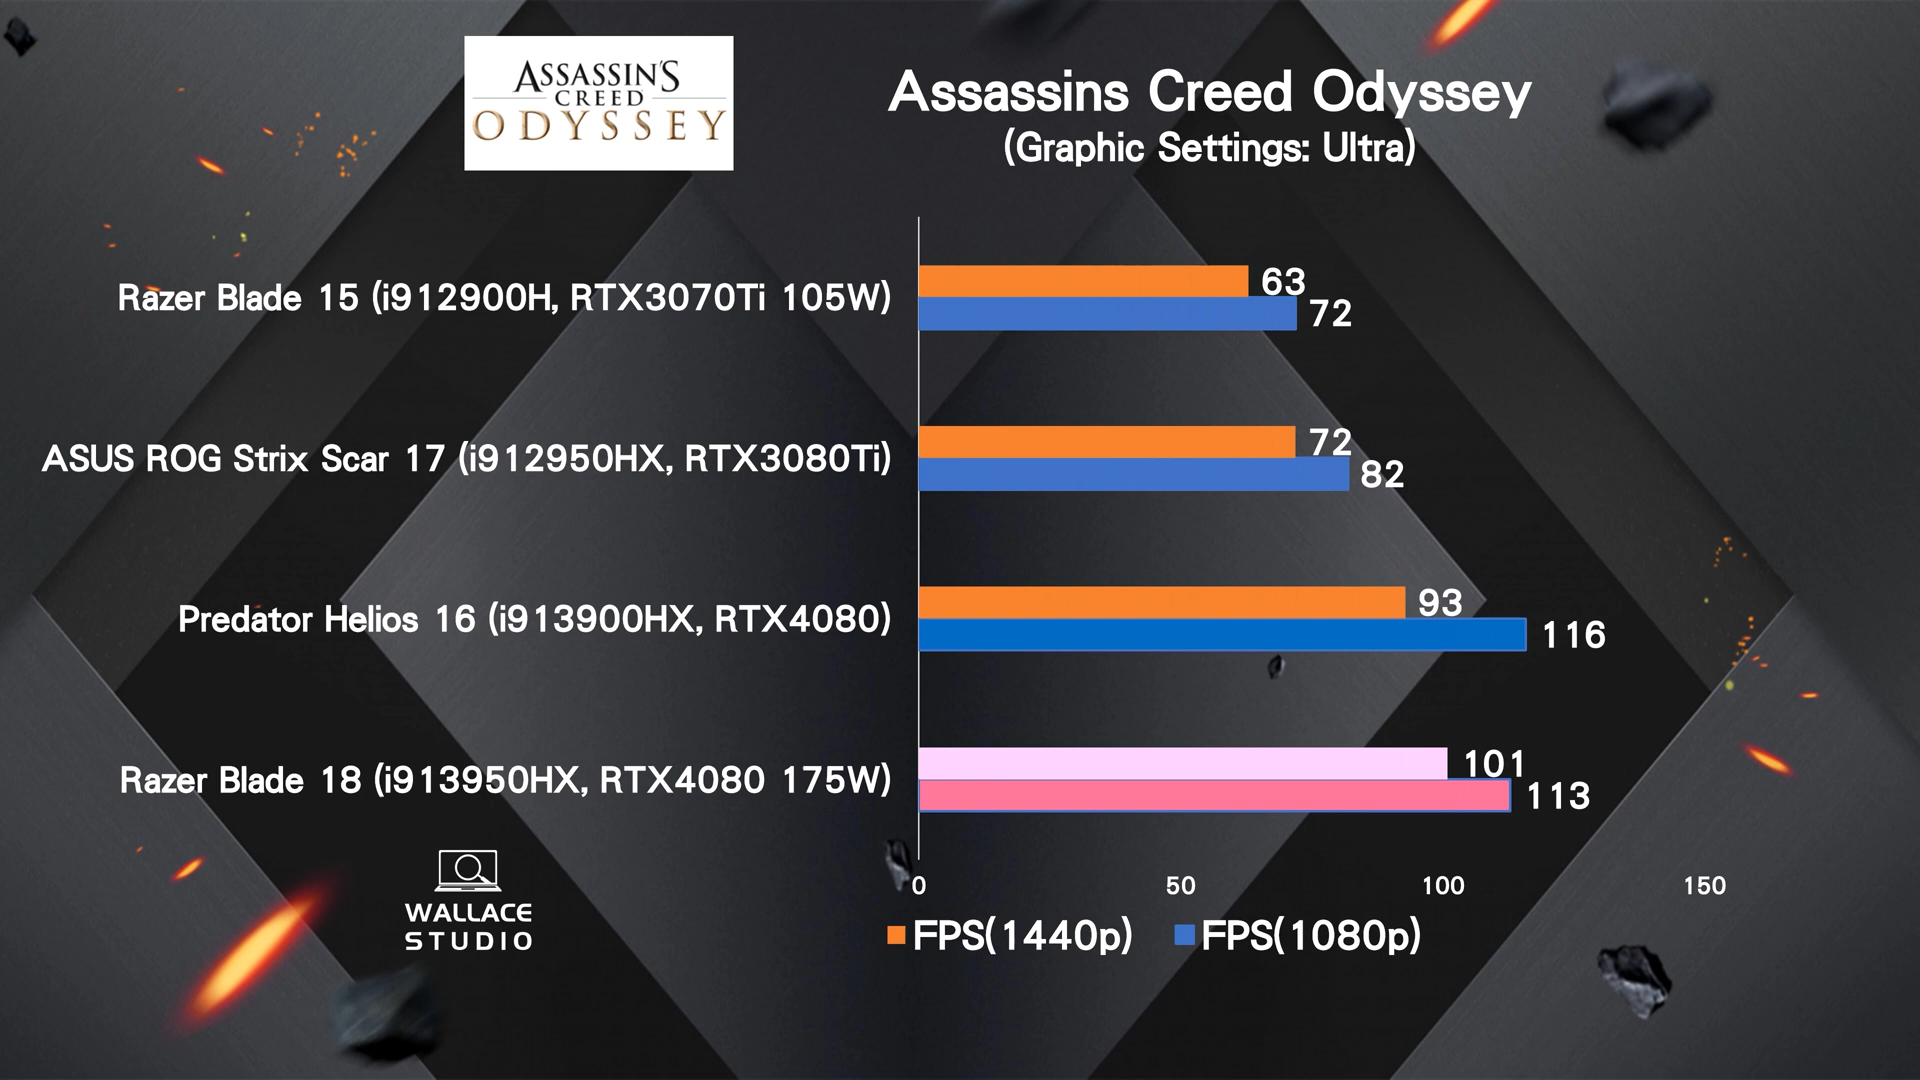 ASSASSIN'S
CREED
ODYSSEY
Assassins Creed Odyssey
(Graphic Settings: Ultra)
Razer Blade 15 (i912900H, RTX3070Ti 105W)
63
72
ASUS ROG Strix Scar 17 (i912950HX, RTX3080Ti)
72
82
Predator Helios 16 (i913900HX, RTX4080)
93
116
Razer Blade 18 (i913950HX, RTX4080 175W)
101
113
0 50 100 150
FPS(1440p) FPS(1080p)
WALLACE
STUDIO